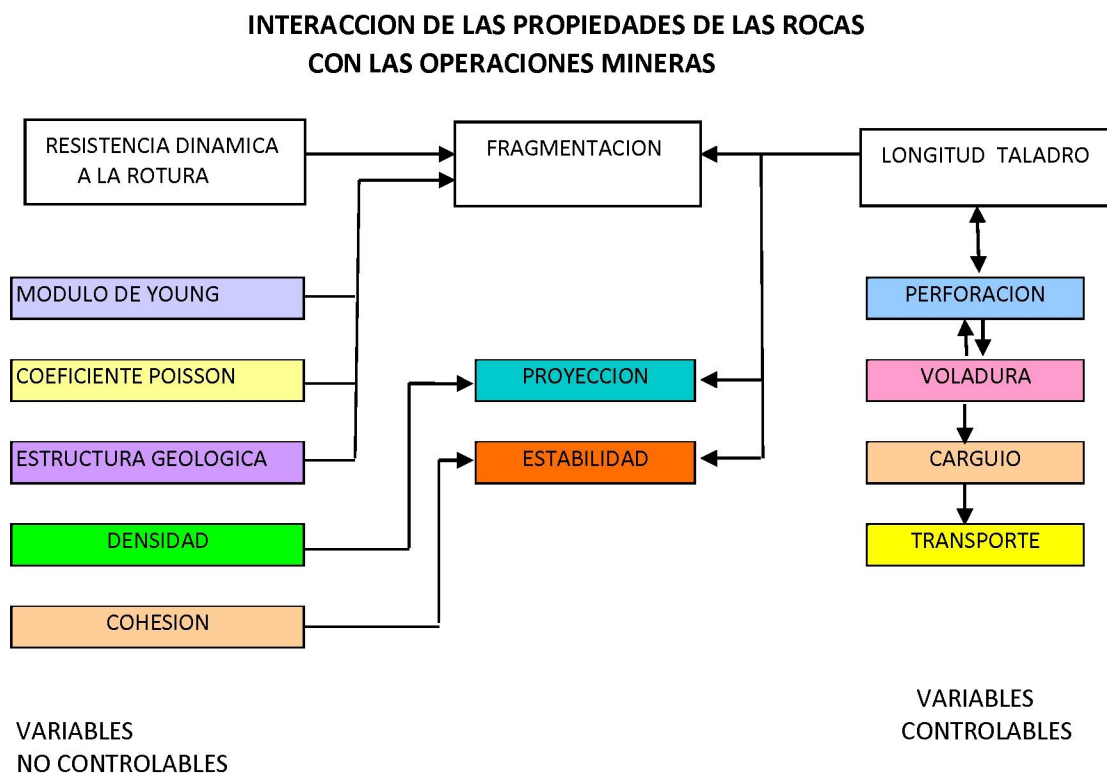 INTERACCION DE LAS PROPIEDADES DE LAS ROCAS
CON LAS OPERACIONES MINERAS
RESISTENCIA DINAMICA
A LA ROTURA
FRAGMENTACION
LONGITUD TALADRO
MODULO DE YOUNG
PERFORACION
COEFICIENTE POISSON
PROYECCION
VOLADURA
ESTRUCTURA GEOLOGICA
ESTABILIDAD
CARGUIO
DENSIDAD
TRANSPORTE
COHESION
VARIABLES
NO CONTROLABLES
VARIABLES
CONTROLABLES